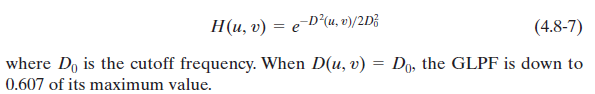 H(u, v) = e^{-D²(u, v)/2D₀²} (4.8-7)
where D₀ is the cutoff frequency. When D(u, v) = D₀, the GLPF is down to
0.607 of its maximum value.